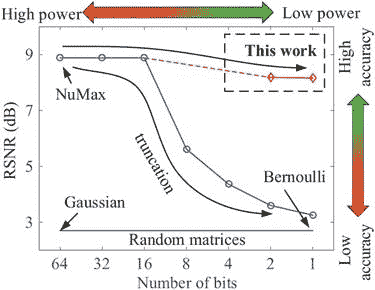 High power Low power
9
7
5
3
RSNR (dB)
This work
NuMax
truncation
Gaussian
Bernoulli
Random matrices
64 32 16 8 4 2 1
Number of bits
High
accuracy
Low
accuracy